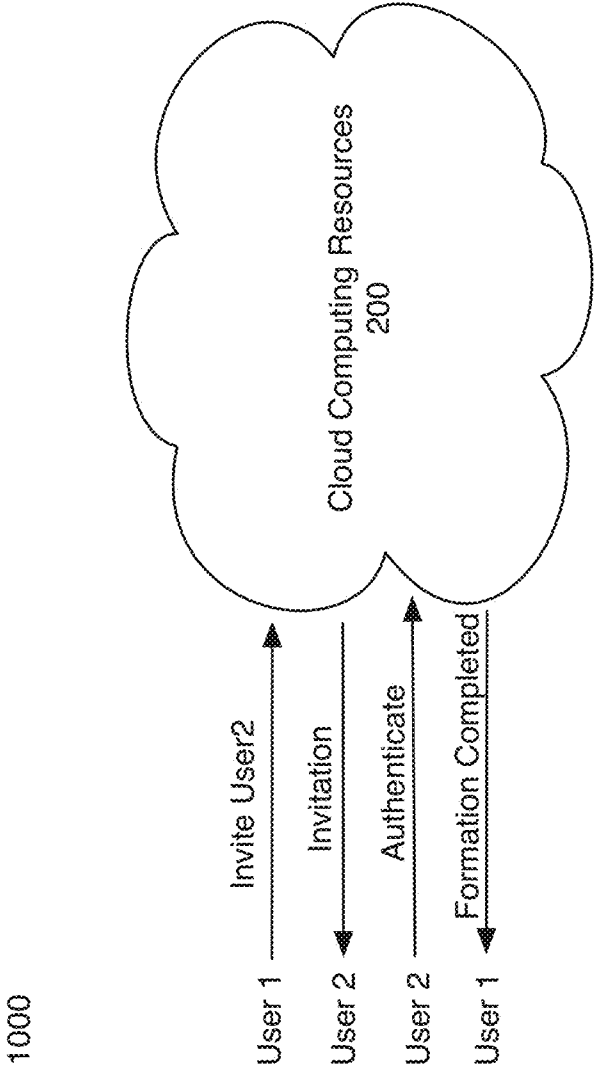 1000
User 1
Invite User2
User 2
Invitation
User 2
Authenticate
User 1
Formation Completed
Cloud Computing Resources
200